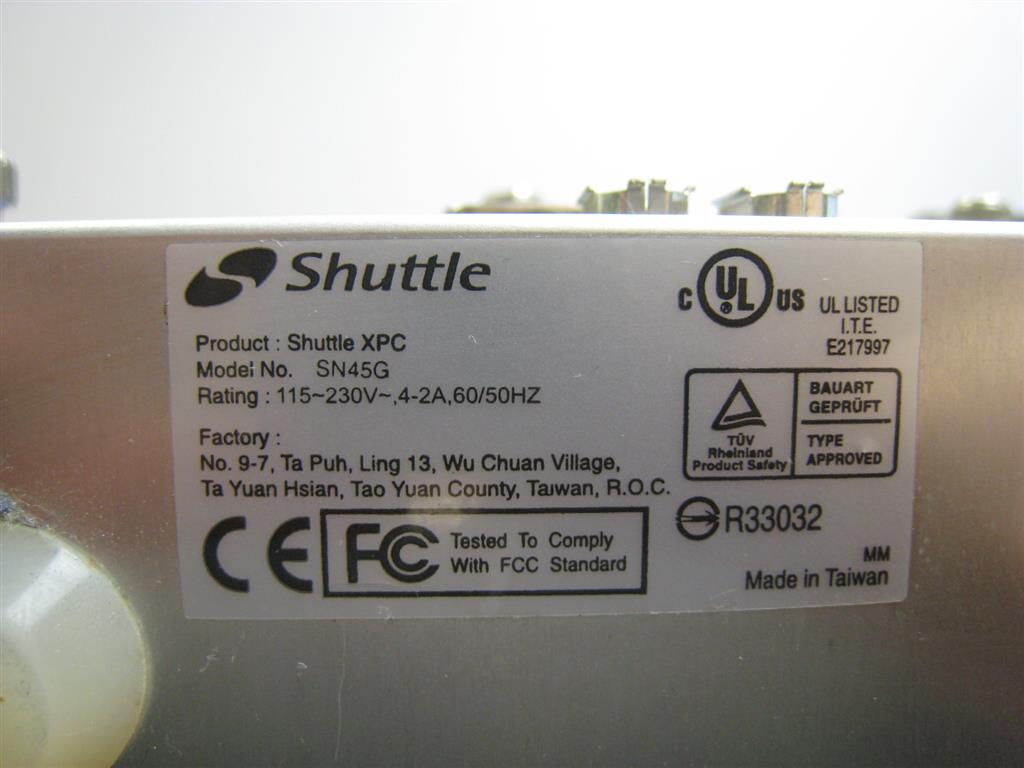 Shuttle
Product : Shuttle XPC
Model No. SN45G
Rating : 115~230V~,4-2A,60/50HZ
Factory :
No. 9-7, Ta Puh, Ling 13, Wu Chuan Village,
Ta Yuan Hsian, Tao Yuan County, Taiwan, R.O.C.
CE
FC
Tested To Comply
With FCC Standard
C UL ® US
UL LISTED
I.T.E.
E217997
TÜV
Rheinland
Product Safety
BAUART
GEPRÜFT
TYPE
APPROVED
R33032
MM
Made in Taiwan